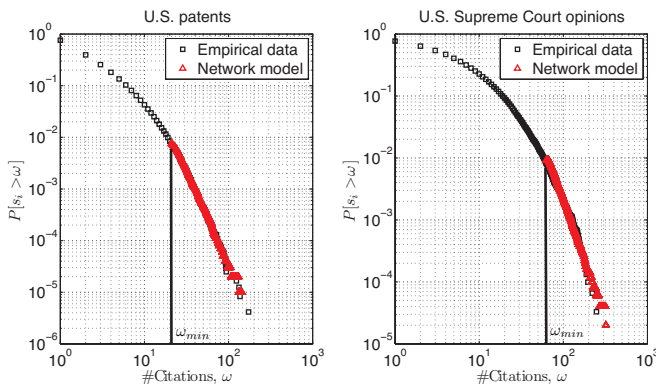 U.S. patents
10^0
10^-1
10^-2
10^-3
10^-4
10^-5
10^-6
P[s_i >ω]
Empirical data
Network model
ω_min
10^0
10^1
10^2
10^3
#Citations, ω
U.S. Supreme Court opinions
10^0
10^-1
10^-2
10^-3
10^-4
10^-5
P[s_i >ω]
Empirical data
Network model
ω_min
10^0
10^1
10^2
10^3
#Citations, ω